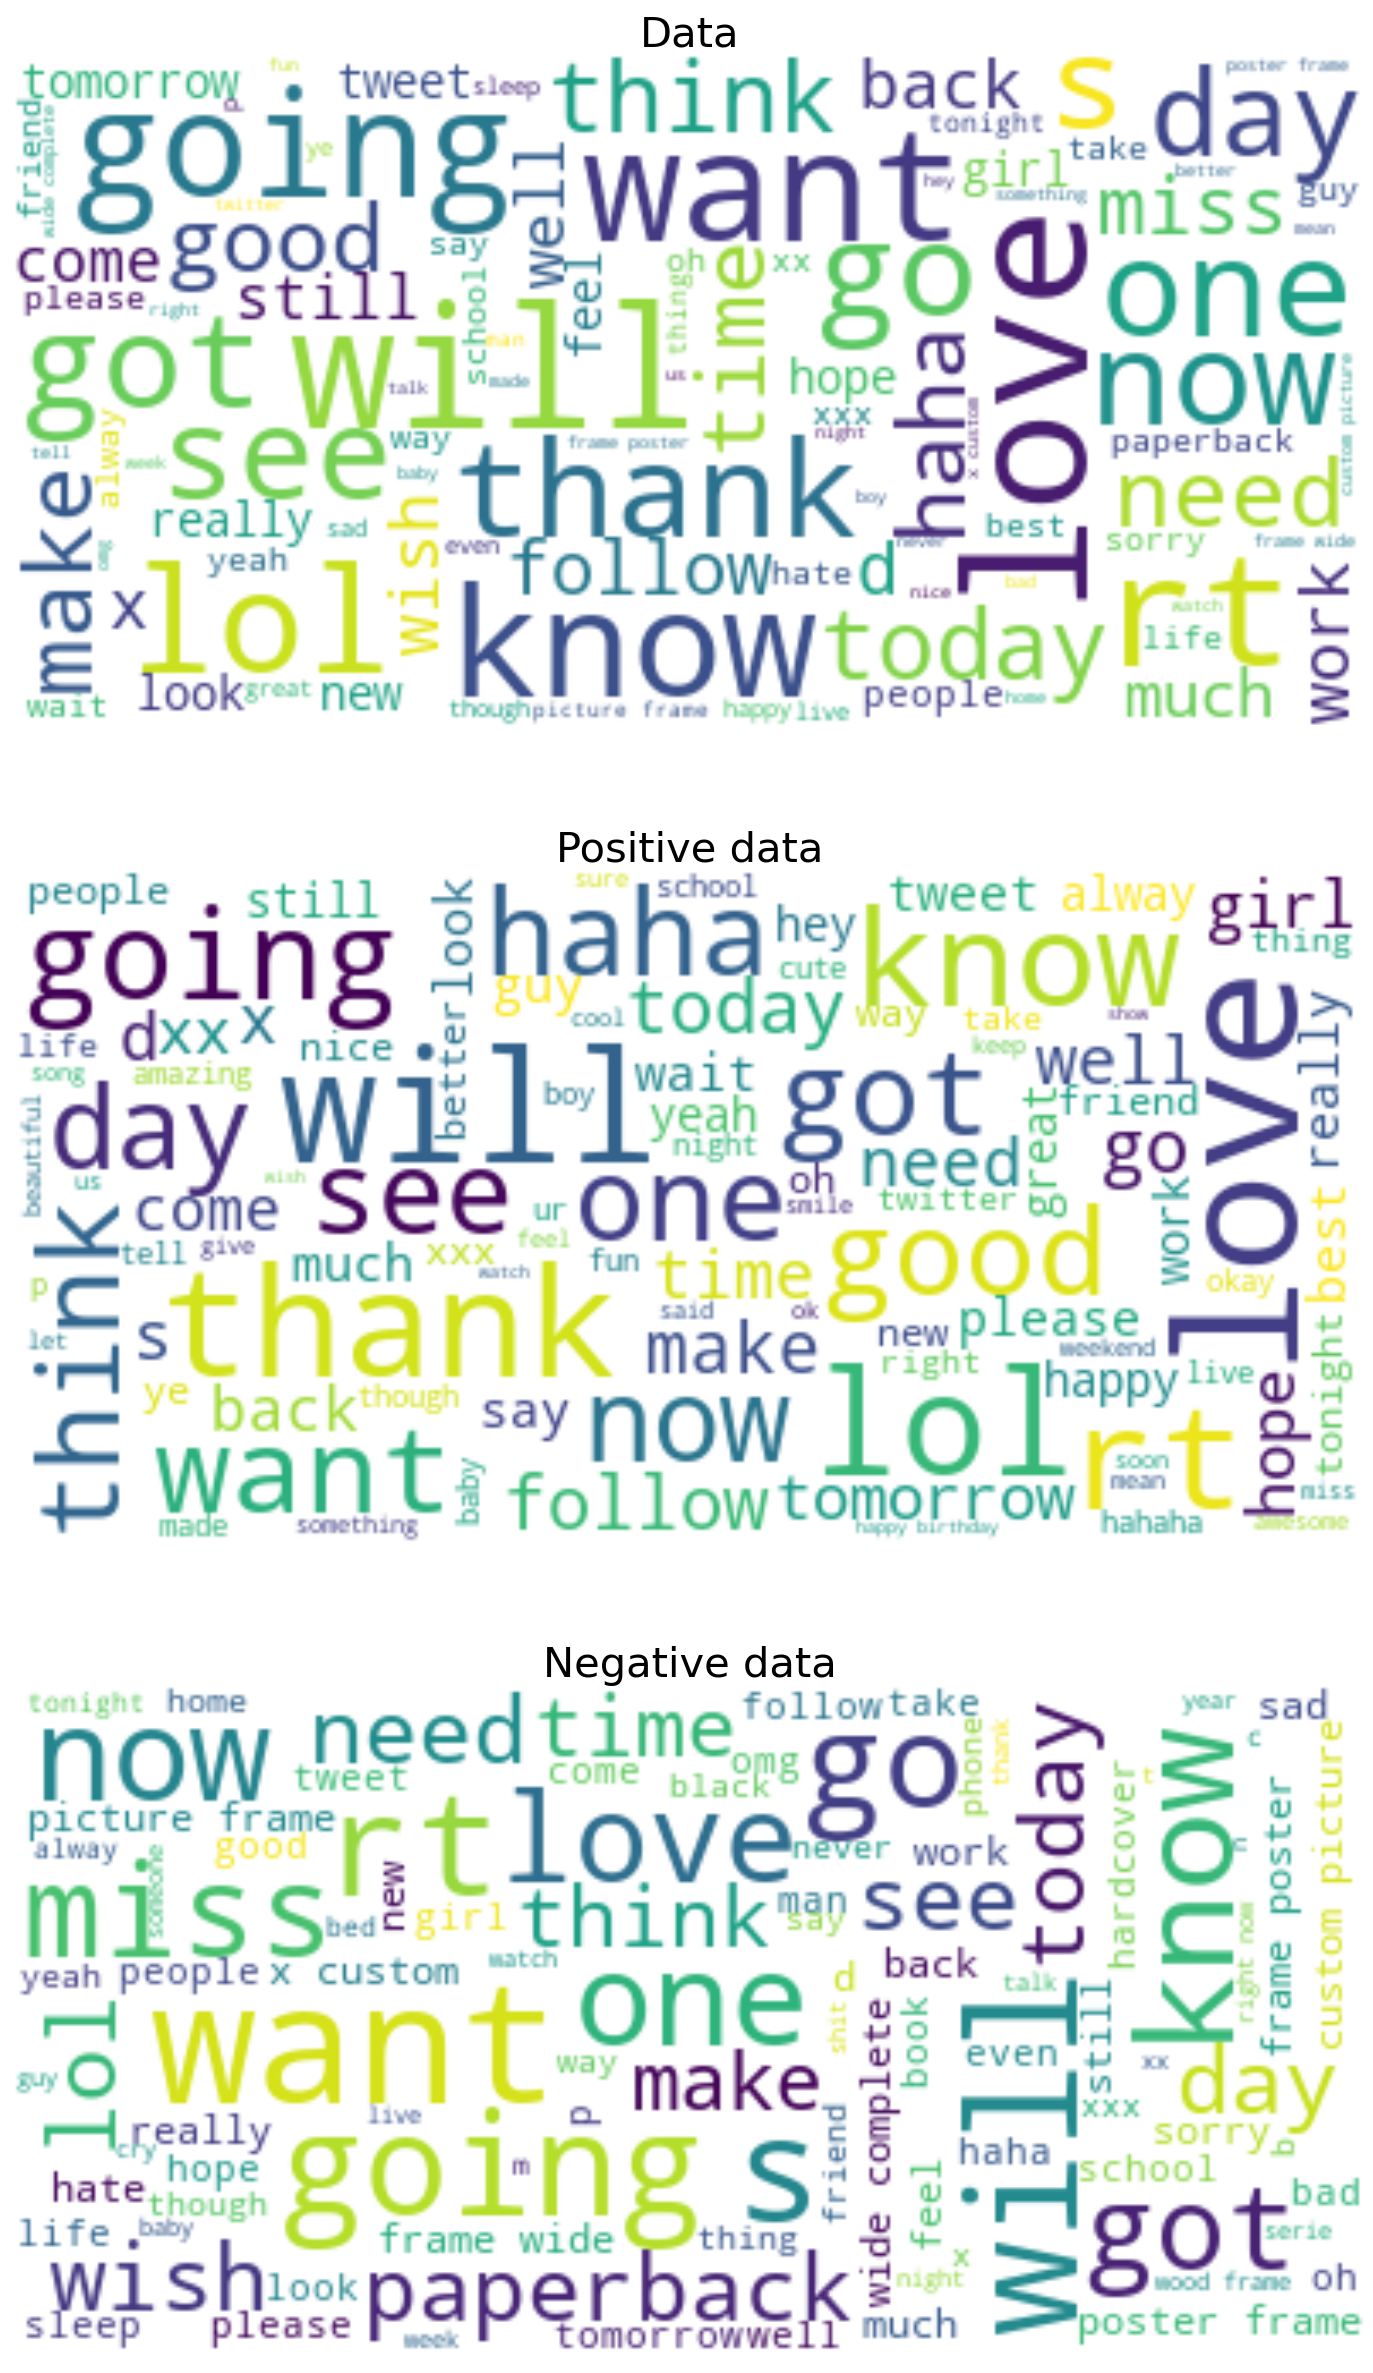 Data
tomorrow
fun
tweet
sleep
think
back
s
poster frame
day
friend
wide complete
p
going
ye
well
want
tonight
take
girl
hey
something
better
miss
guy
mean
twitter
good
come
say
please
right
still
school
feel
oh
thing
time
xx
go
love
one
got
will
man
made
talk
us
hope
xxx
night
haha
x custom
now
custom picture
paperback
tell
alway
week
see
way
baby
frame poster
thank
boy
need
make
really
sad
wish
even
best
sorry
frame wide
omg
yeah
follow
hate
d
never
nice
bad
rt
watch
life
work
x
lol
know
today
wait
look
great
new
though
picture frame
happy
live
people
home
much
Positive data
people
still
better
look
haha
sure
school
hey
tweet
alway
girl
thing
going
guy
cute
know
today
cool
way
take
show
love
really
life
d
xx
x
nice
keep
well
song
amazing
will
boy
wait
yeah
night
got
great
friend
beautiful
day
us
wish
see
one
oh
smile
need
twitter
go
work
come
ur
think
tell
give
much
xxx
feel
watch
fun
time
good
okay
best
p
thank
said
ok
let
s
make
new
please
weekend
right
happy
live
hope
tonight
ye
back
though
say
now
lol
rt
soon
mean
want
baby
follow
tomorrow
miss
made
something
happy birthday
hahaha
awesome
Negative data
tonight
home
now
need
time
follow
take
today
year
sad
tweet
come
black
omg
go
phone
thank
c
r
know
picture frame
alway
good
rt
love
never
work
hardcover
frame poster
custom picture
miss
someone
bed
new
girl
think
man
say
see
n
right now
yeah
people
x custom
watch
back
talk
lol
want
one
d
shit
wide complete
book
will
even
still
xx
day
guy
way
make
xxx
really
live
p
sorry
b
cry
hope
going
m
s
friend
feel
haha
school
hate
though
bad
life
baby
frame wide
thing
got
serie
wish
look
paperback
night
x
wood frame
oh
sleep
please
week
tomorrow
well
much
poster frame